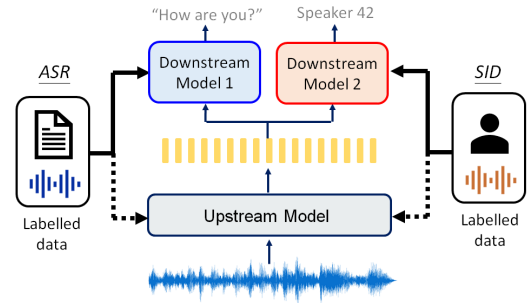 “How are you?”
Speaker 42
ASR
Downstream
Model 1
Downstream
Model 2
SID
Labelled
data
Upstream Model
Labelled
data